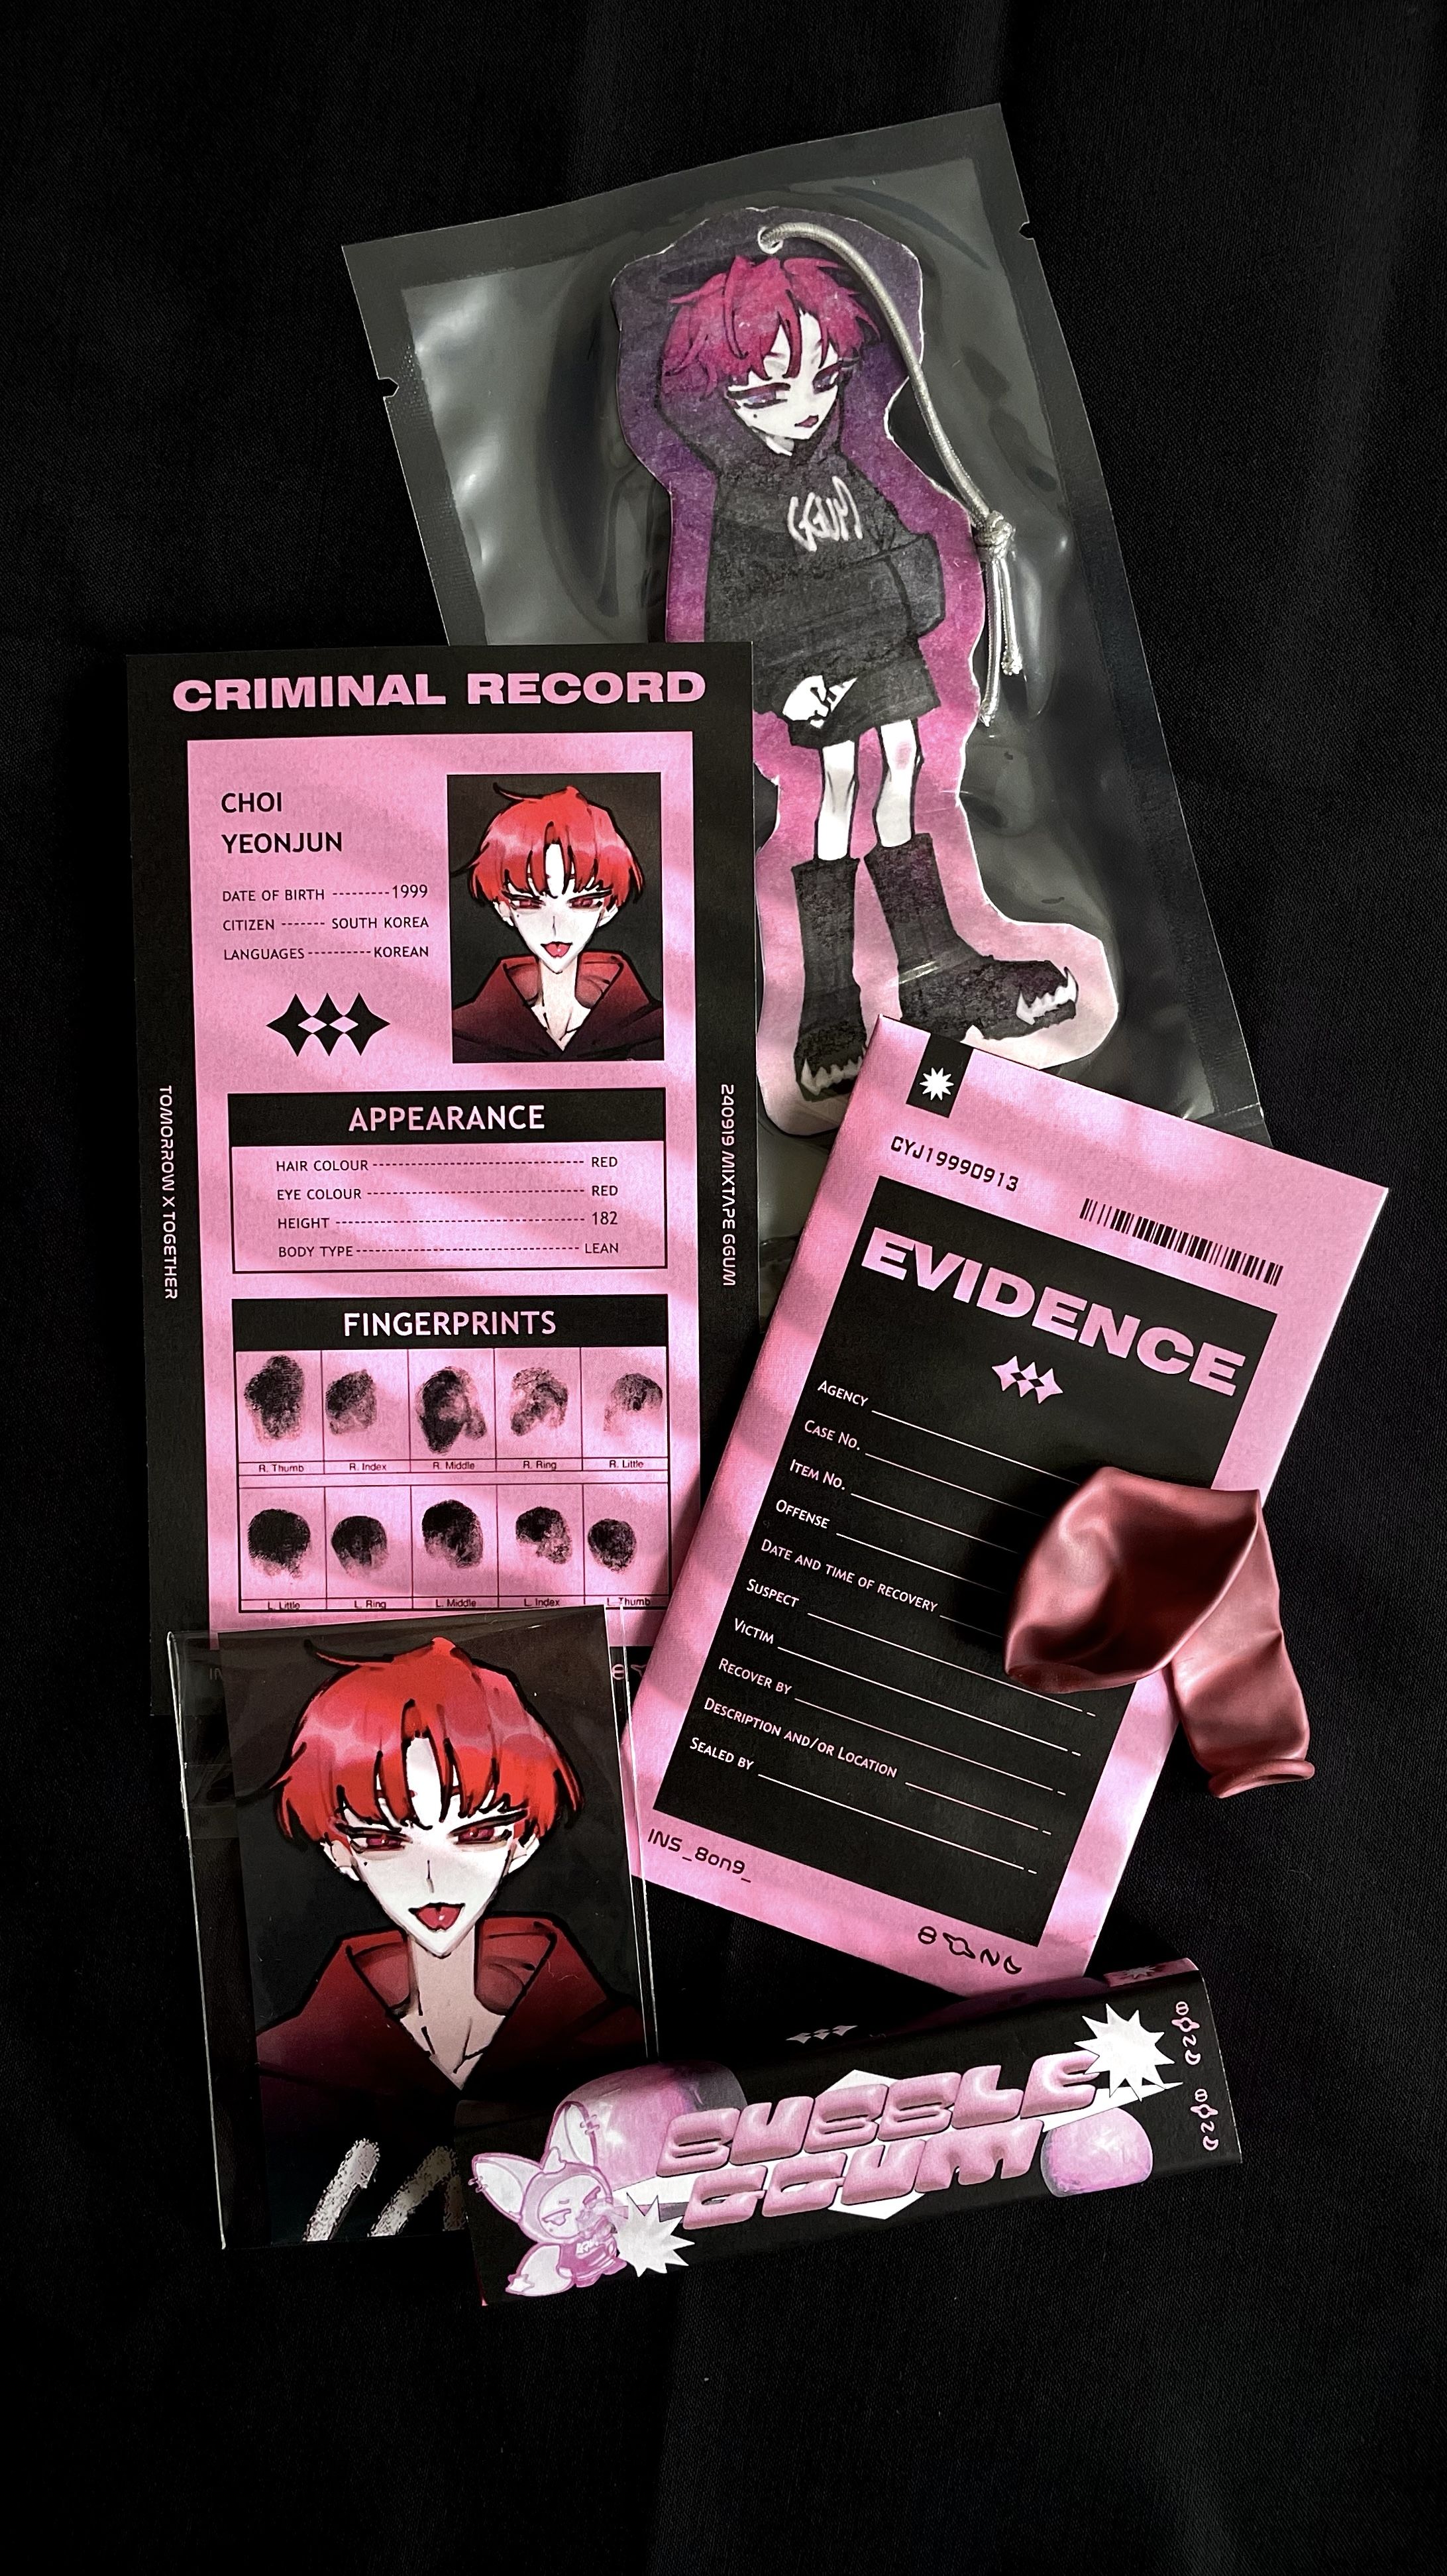 GGUM
CRIMINAL RECORD
CHOI
YEONJUN
DATE OF BIRTH --------- 1999
CITIZEN ------- SOUTH KOREA
LANGUAGES ----------- KOREAN
APPEARANCE
HAIR COLOUR ---------------------------------- RED
EYE COLOUR ----------------------------------- RED
HEIGHT ---------------------------------------- 182
BODY TYPE ----------------------------------- LEAN
FINGERPRINTS
R. Thumb R. Index R. Middle R. Ring R. Little
L. Little L. Ring L. Middle L. Index L. Thumb
TOMORROW X TOGETHER
240919 MIXTAPE GGUM
CYJ19990913
EVIDENCE
AGENCY
CASE NO.
ITEM NO.
OFFENSE
DATE AND TIME OF RECOVERY
SUSPECT
VICTIM
RECOVER BY
DESCRIPTION AND/OR LOCATION
SEALED BY
INS_8on9_
8ONG
BUBBLE
GGUM
8ONG 8ONG